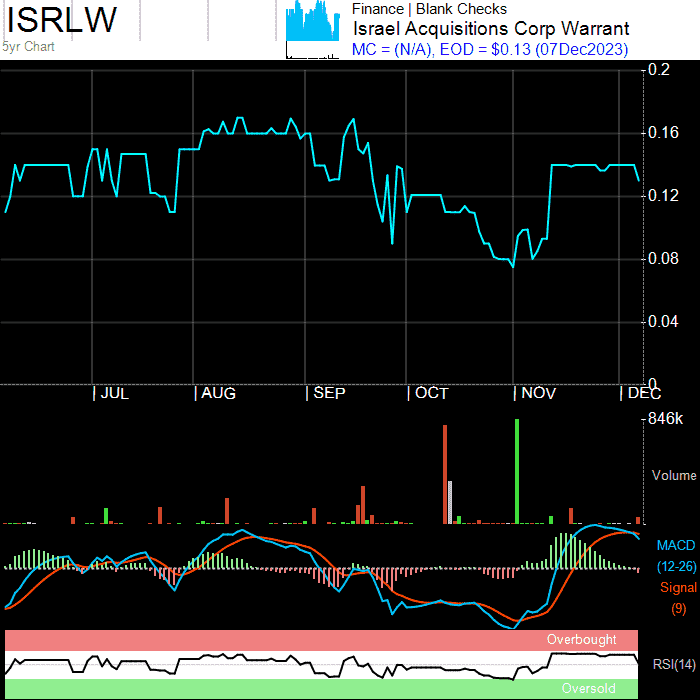 ISRLW
5yr Chart
Finance | Blank Checks
Israel Acquisitions Corp Warrant
MC = (N/A), EOD = $0.13 (07Dec2023)
0.2
0.16
0.12
0.08
0.04
0
JUL AUG SEP OCT NOV DEC
846k
Volume
MACD
(12-26)
Signal
(9)
Overbought
RSI(14)
Oversold